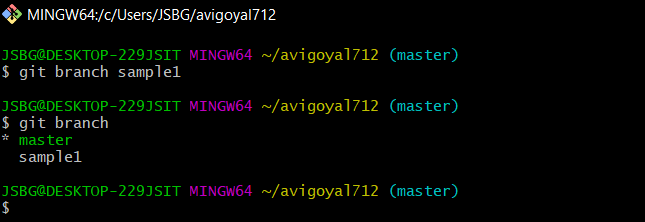 MINGW64:/c/Users/JSBG/avigoyal712
JSBG@DESKTOP-229JSIT MINGW64 ~/avigoyal712 (master)
$ git branch sample1
JSBG@DESKTOP-229JSIT MINGW64 ~/avigoyal712 (master)
$ git branch
* master
  sample1
JSBG@DESKTOP-229JSIT MINGW64 ~/avigoyal712 (master)
$